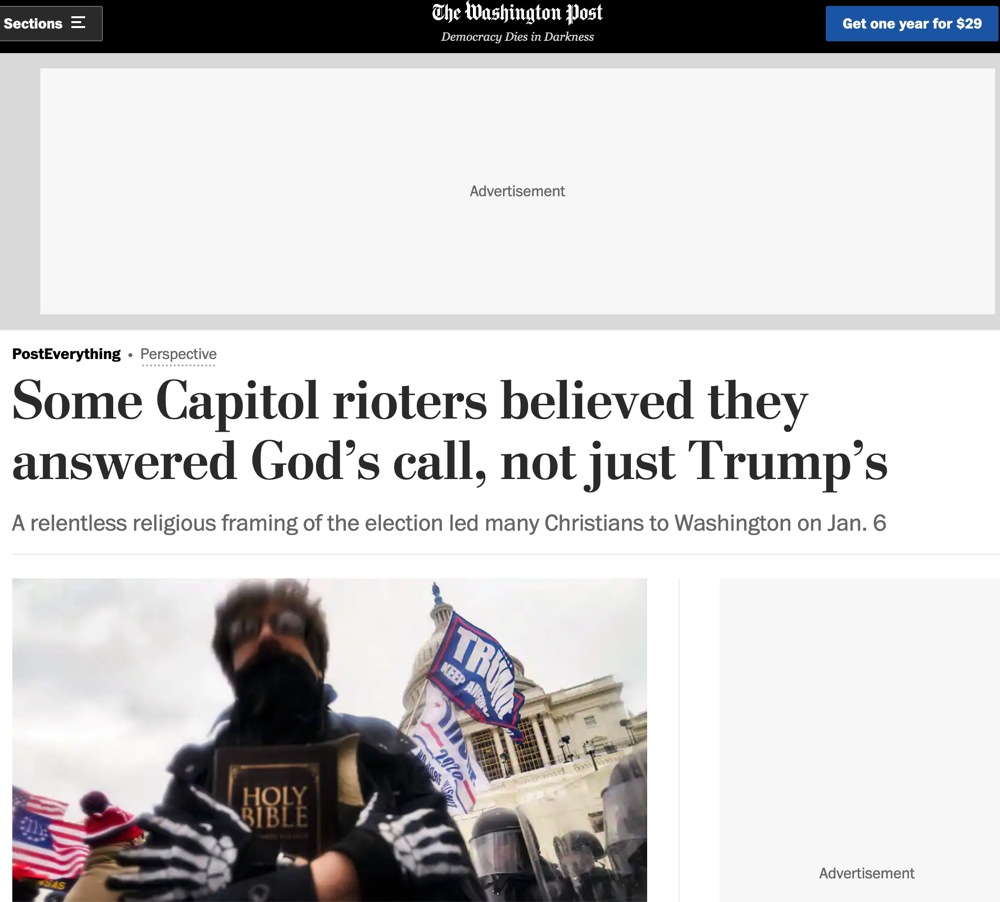 Sections
The Washington Post
Democracy Dies in Darkness
Get one year for $29
Advertisement
PostEverything • Perspective
Some Capitol rioters believed they
answered God’s call, not just Trump’s
A relentless religious framing of the election led many Christians to Washington on Jan. 6
TRUMP
KEEP AMERICA
2020
HOLY
BIBLE
Advertisement